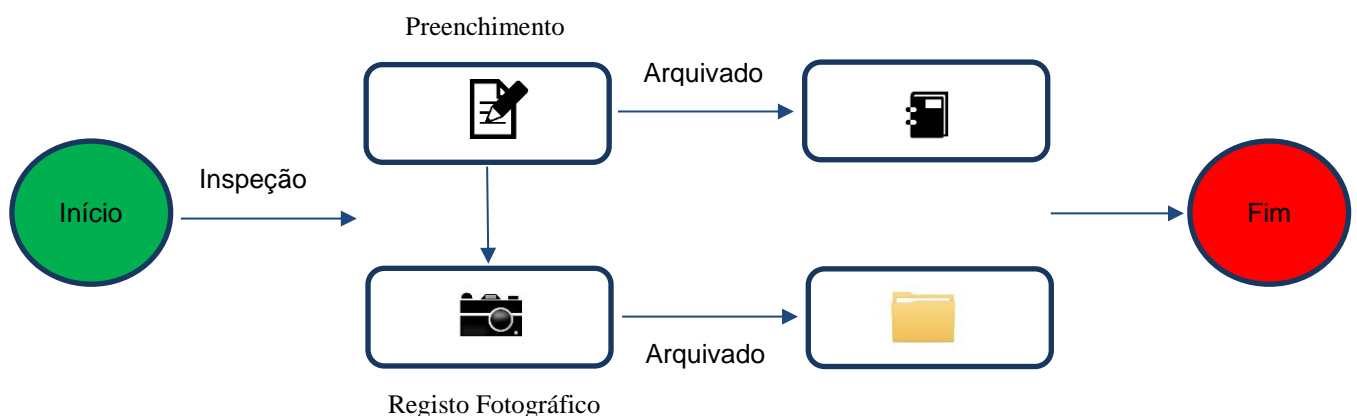 Preenchimento
Arquivado
Inspeção
Início
Fim
Arquivado
Registo Fotográfico